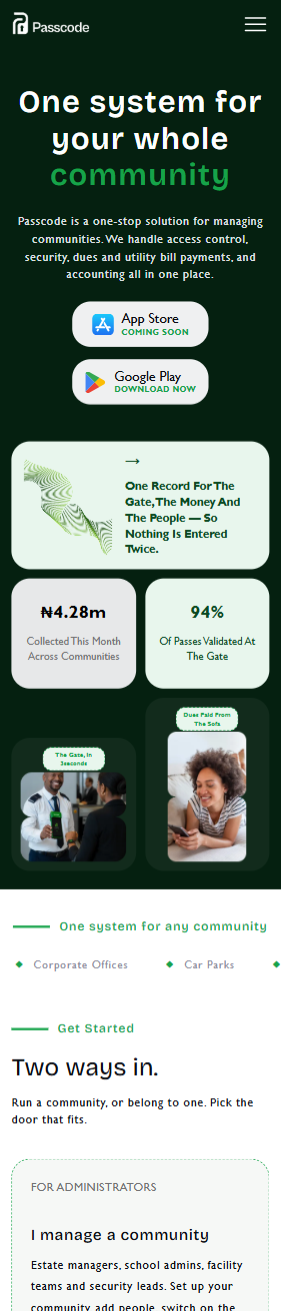 Passcode
One system for
your whole
community
Passcode is a one-stop solution for managing
communities. We handle access control,
security, dues and utility bill payments, and
accounting all in one place.
App Store
COMING SOON
Google Play
DOWNLOAD NOW
→
One Record For The
Gate,The Money And
The People — So
Nothing Is Entered
Twice.
₦4.28m
Collected This Month
Across Communities
94%
Of Passes Validated At
The Gate
The Gate, In
3seconds
Dues Paid From
The Sofa
One system for any community
Corporate Offices
Car Parks
Get Started
Two ways in.
Run a community, or belong to one. Pick the
door that fits.
FOR ADMINISTRATORS
I manage a community
Estate managers, school admins, facility
teams and security leads. Set up your
community, add people, switch on the